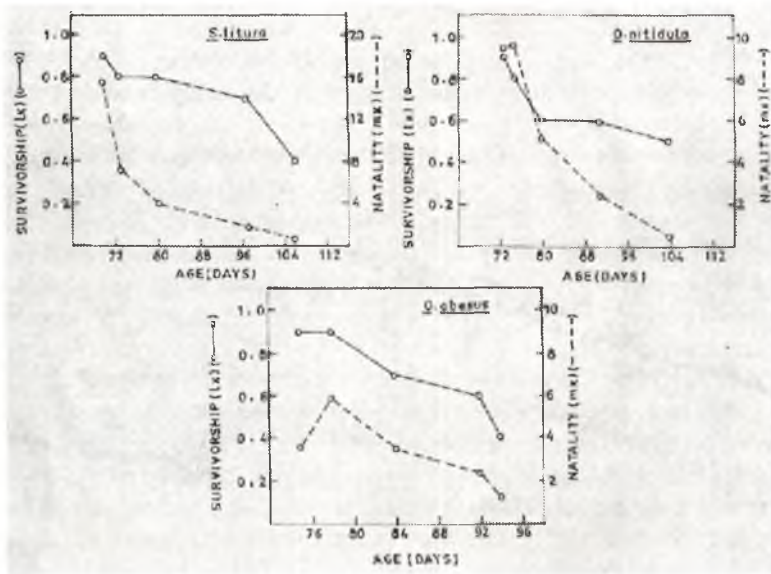 S·litura
1.0
0.8
0.6
0.4
0.2
SURVIVORSHIP (Lx) (o—o)
20
16
12
8
4
NATALITY (mx) (----)
72 80 88 96 104 112
AGE [DAYS]
O·nitidula
1.0
0.8
0.6
0.4
0.2
SURVIVORSHIP (Lx) (o—o)
10
8
6
4
2
NATALITY (mx) (----)
72 80 88 96 104 112
AGE (DAYS)
O·obesus
1.0
0.8
0.6
0.4
0.2
SURVIVORSHIP (Lx) (o—o)
10
8
6
4
2
NATALITY (mx) (----)
76 80 84 88 92 96
AGE [DAYS]